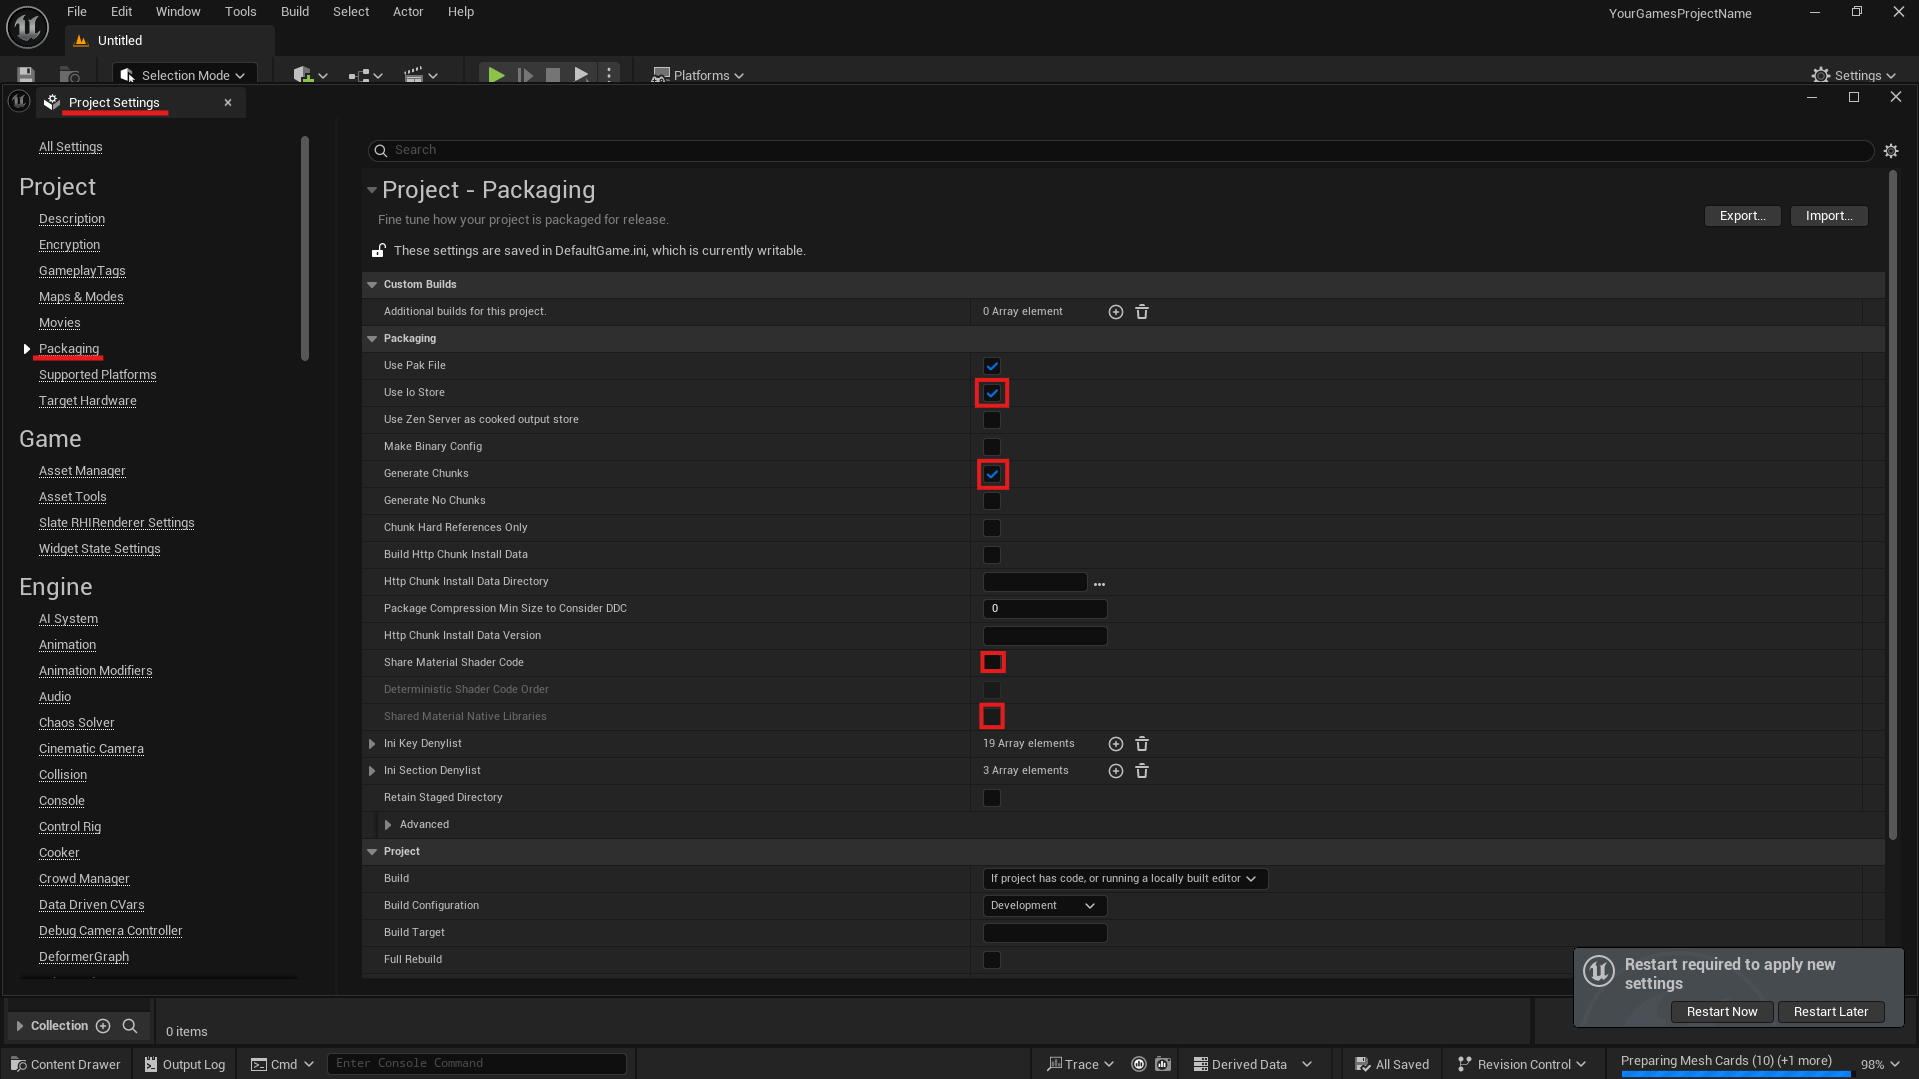 File Edit Window Tools Build Select Actor Help
YourGamesProjectName
Untitled
Selection Mode
Platforms
Settings
Project Settings
All Settings
Project
Description
Encryption
GameplayTags
Maps & Modes
Movies
Packaging
Supported Platforms
Target Hardware
Game
Asset Manager
Asset Tools
Slate RHIRenderer Settings
Widget State Settings
Engine
AI System
Animation
Animation Modifiers
Audio
Chaos Solver
Cinematic Camera
Collision
Console
Control Rig
Cooker
Crowd Manager
Data Driven CVars
Debug Camera Controller
DeformerGraph
Search
Project - Packaging
Fine tune how your project is packaged for release.
Export... Import...
These settings are saved in DefaultGame.ini, which is currently writable.
Custom Builds
Additional builds for this project. 0 Array element
Packaging
Use Pak File
Use Io Store
Use Zen Server as cooked output store
Make Binary Config
Generate Chunks
Generate No Chunks
Chunk Hard References Only
Build Http Chunk Install Data
Http Chunk Install Data Directory ...
Package Compression Min Size to Consider DDC 0
Http Chunk Install Data Version
Share Material Shader Code
Deterministic Shader Code Order
Shared Material Native Libraries
Ini Key Denylist 19 Array elements
Ini Section Denylist 3 Array elements
Retain Staged Directory
Advanced
Project
Build If project has code, or running a locally built editor
Build Configuration Development
Build Target
Full Rebuild
Restart required to apply new
settings
Restart Now Restart Later
Collection
0 items
Content Drawer Output Log Cmd Enter Console Command Trace Derived Data All Saved Revision Control Preparing Mesh Cards (10) (+1 more) 98%